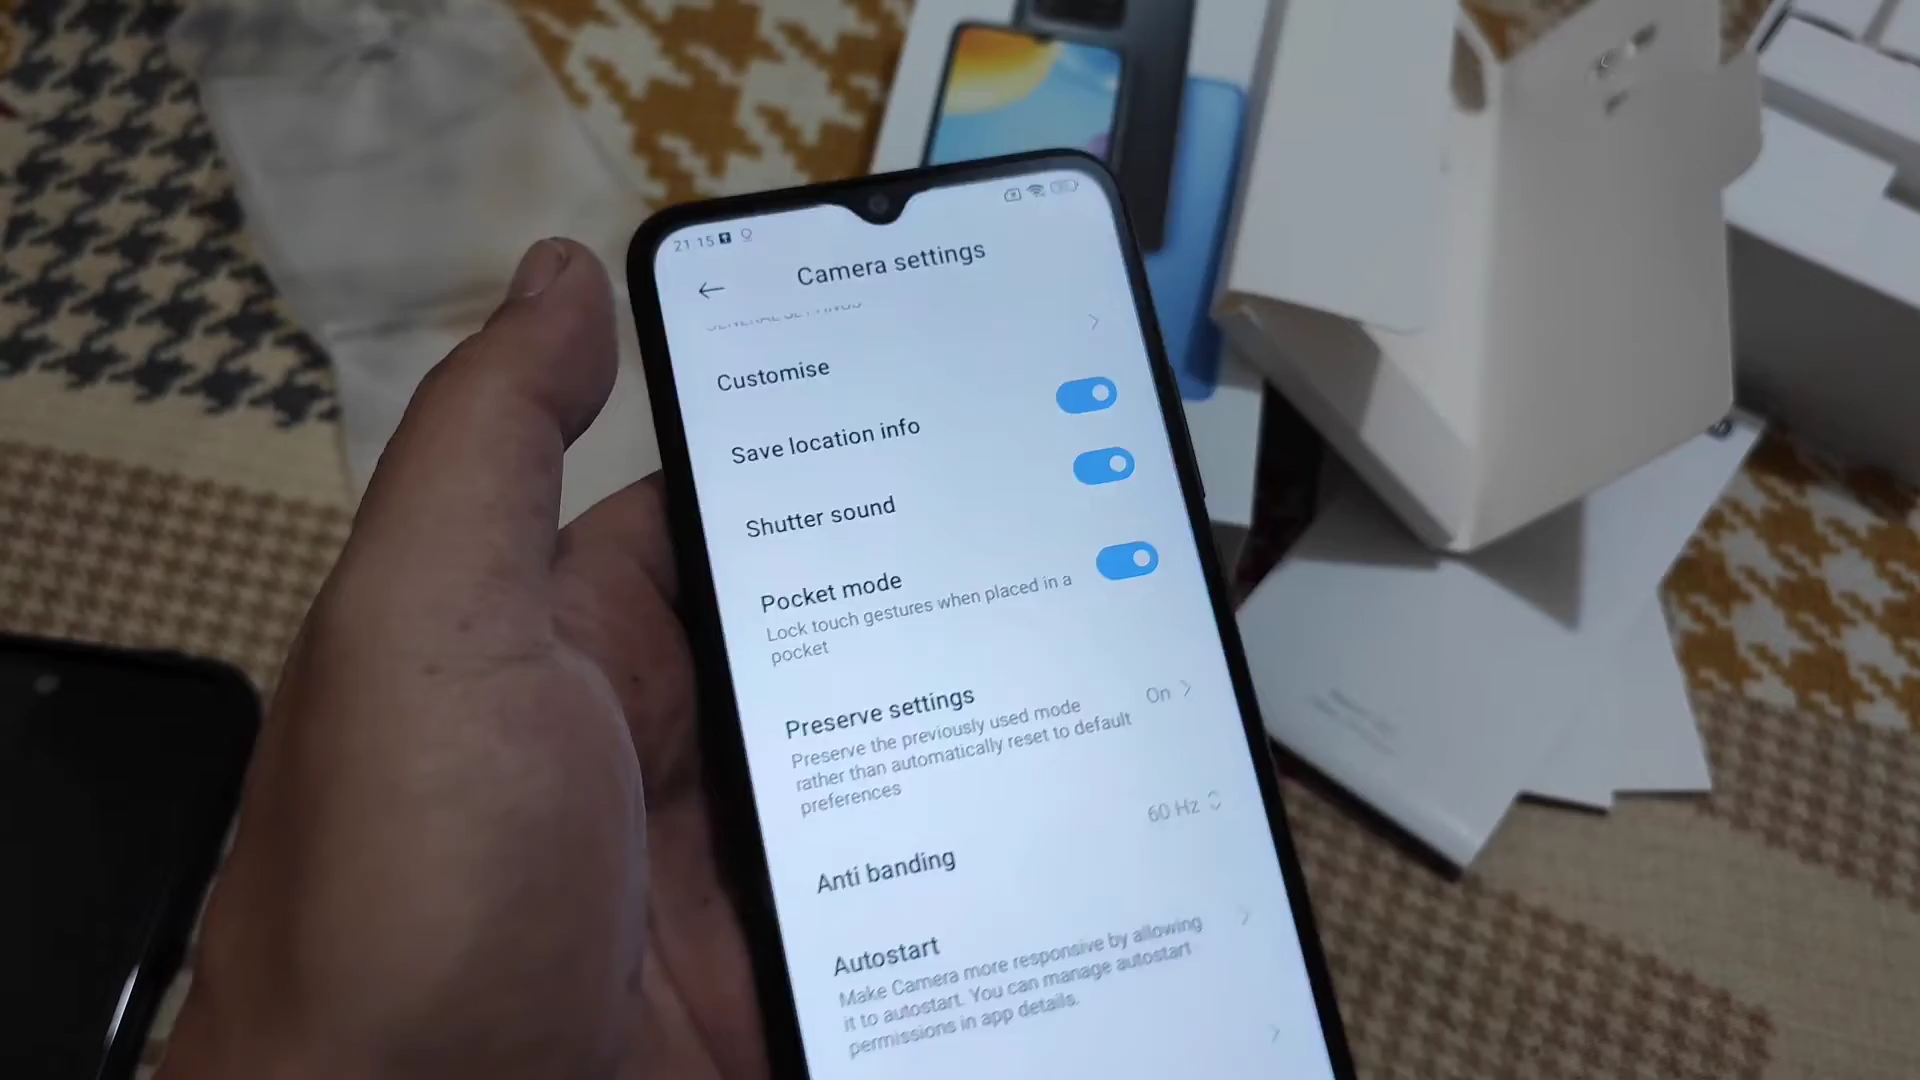 21.15
Camera settings
GENERAL SETTINGS
Customise
Save location info
Shutter sound
Pocket mode
Lock touch gestures when placed in a
pocket
Preserve settings
On
Preserve the previously used mode
rather than automatically reset to default
preferences
60 Hz
Anti banding
Autostart
Make Camera more responsive by allowing
it to autostart. You can manage autostart
permissions in app details.